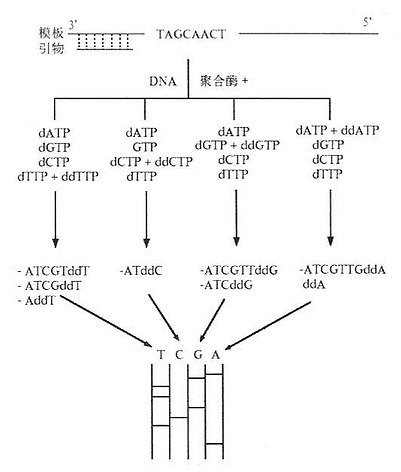 3' 5'
模板 TAGCAACT
引物
DNA 聚合酶 +
dATP dATP dATP dATP + ddATP
dGTP GTP dGTP + ddGTP dGTP
dCTP dCTP + ddCTP dCTP dCTP
dTTP + ddTTP dTTP dTTP dTTP
- ATCGTddT -ATddC -ATCGTTddG -ATCGTTGddA
- ATCGddT -ATCddG ddA
- AddT
T C G A